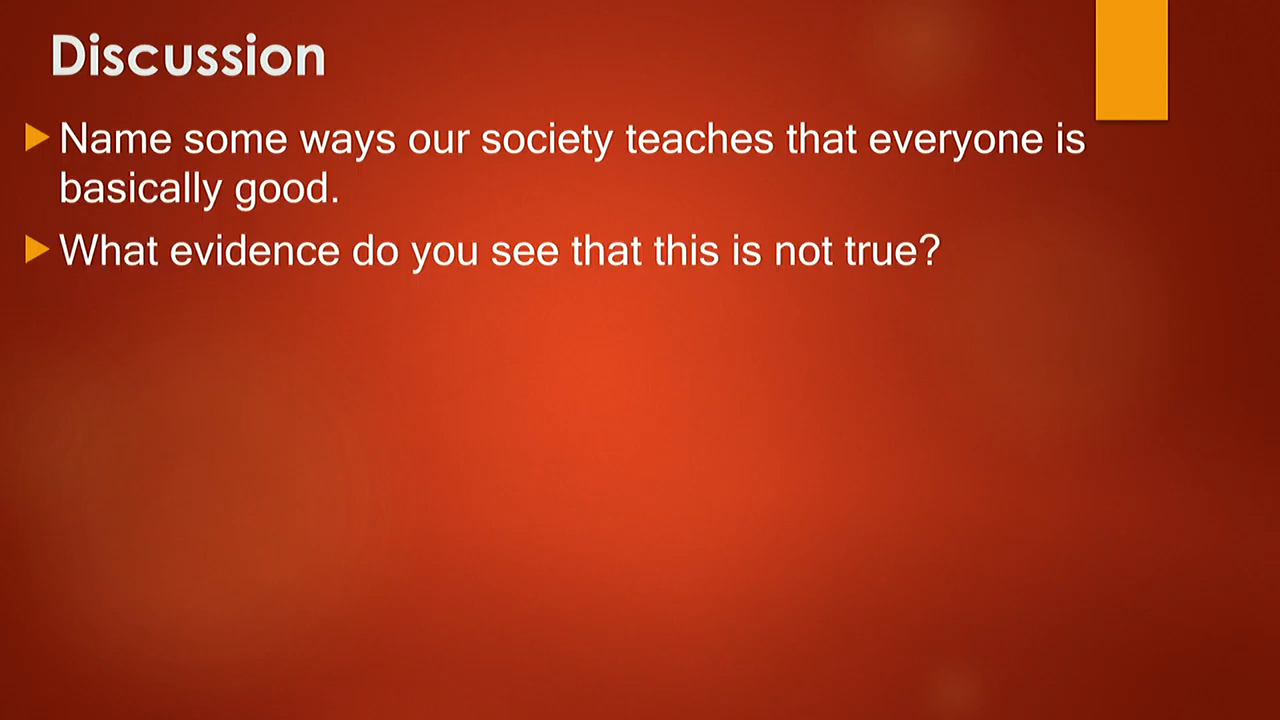 Discussion
Name some ways our society teaches that everyone is
basically good.
What evidence do you see that this is not true?